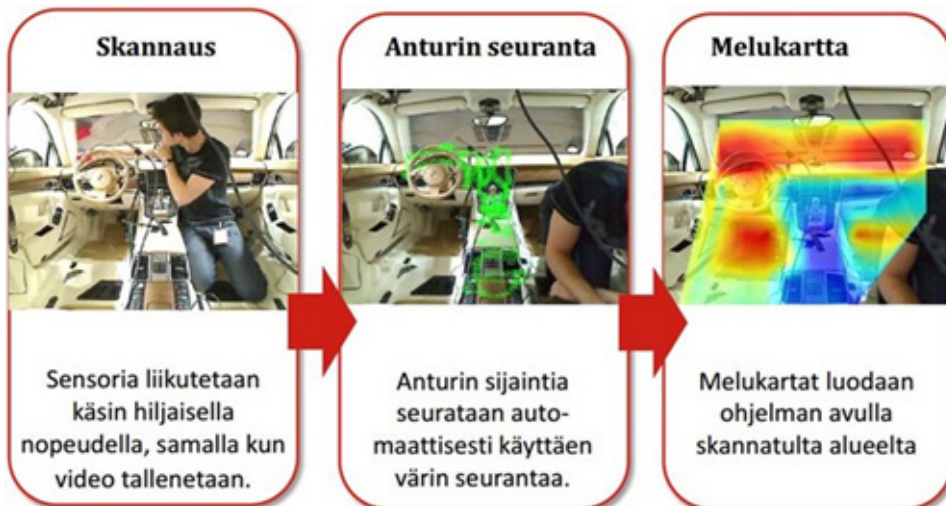 Skannaus
Sensoria liikutetaan
käsin hiljaisella
nopeudella, samalla kun
video tallenetaan.
Anturin seuranta
Anturin sijaintia
seurataan auto-
maattisesti käyttäen
värin seurantaa.
Melukartta
Melukartat luodaan
ohjelman avulla
skannatulta alueelta